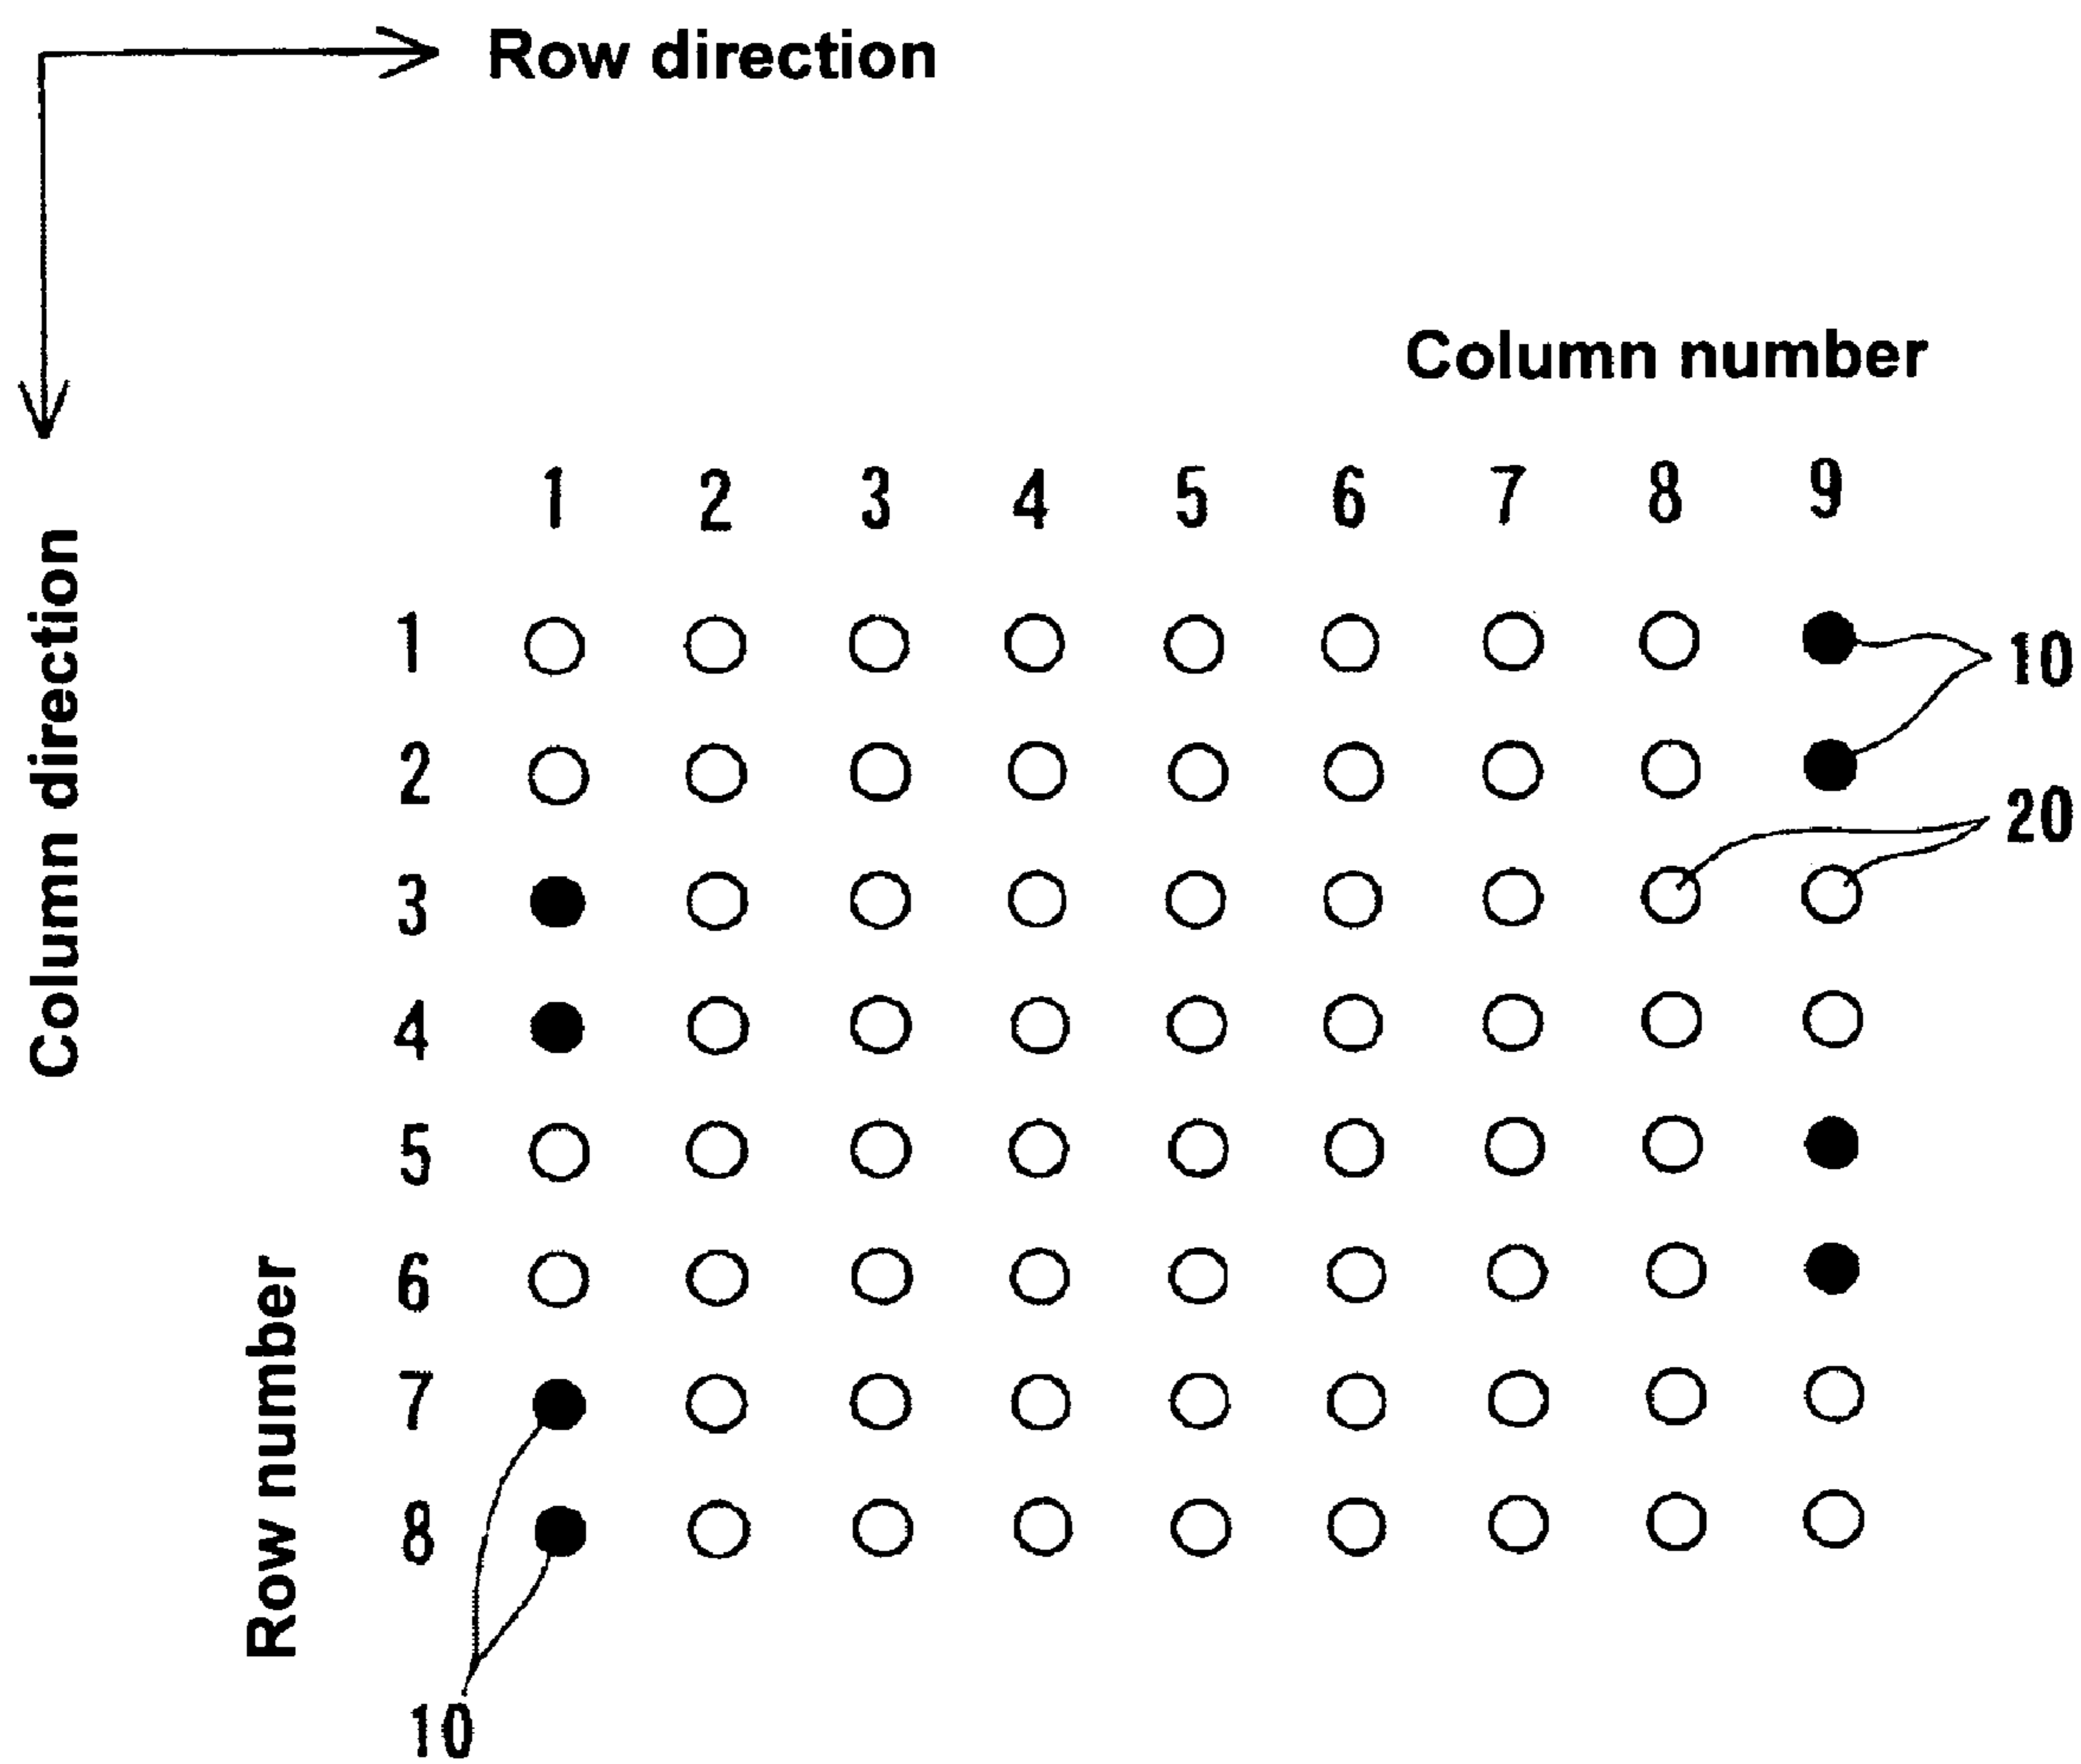 Row direction
Column number
Column direction
1 2 3 4 5 6 7 8 9
1
10
2
20
3
4
5
6
7
8
Row number
10